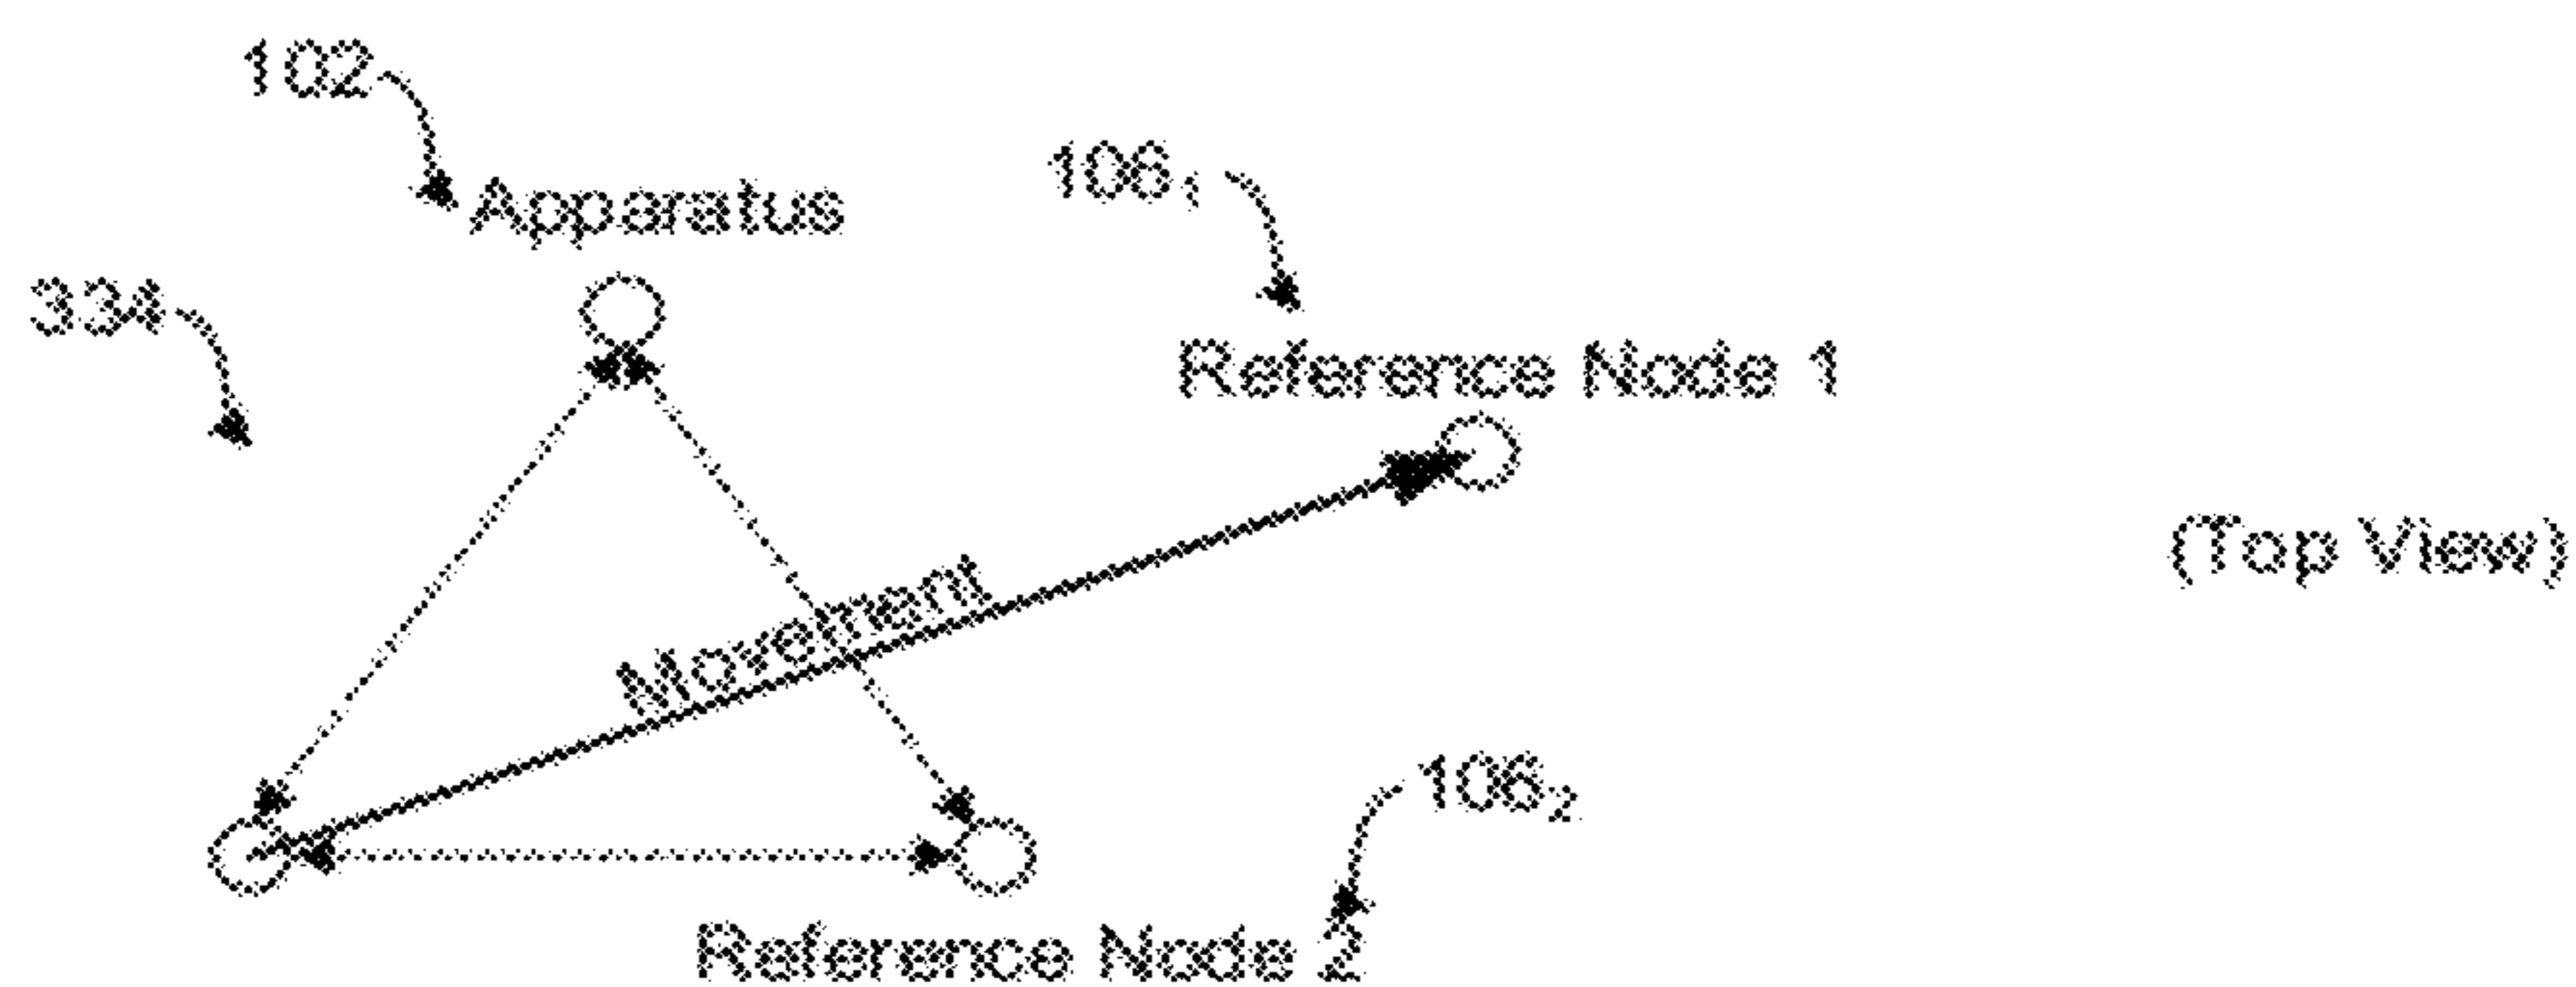 102
Apparatus
106₁
334
Reference Node 1
(Top View)
Movement
106₂
Reference Node 2